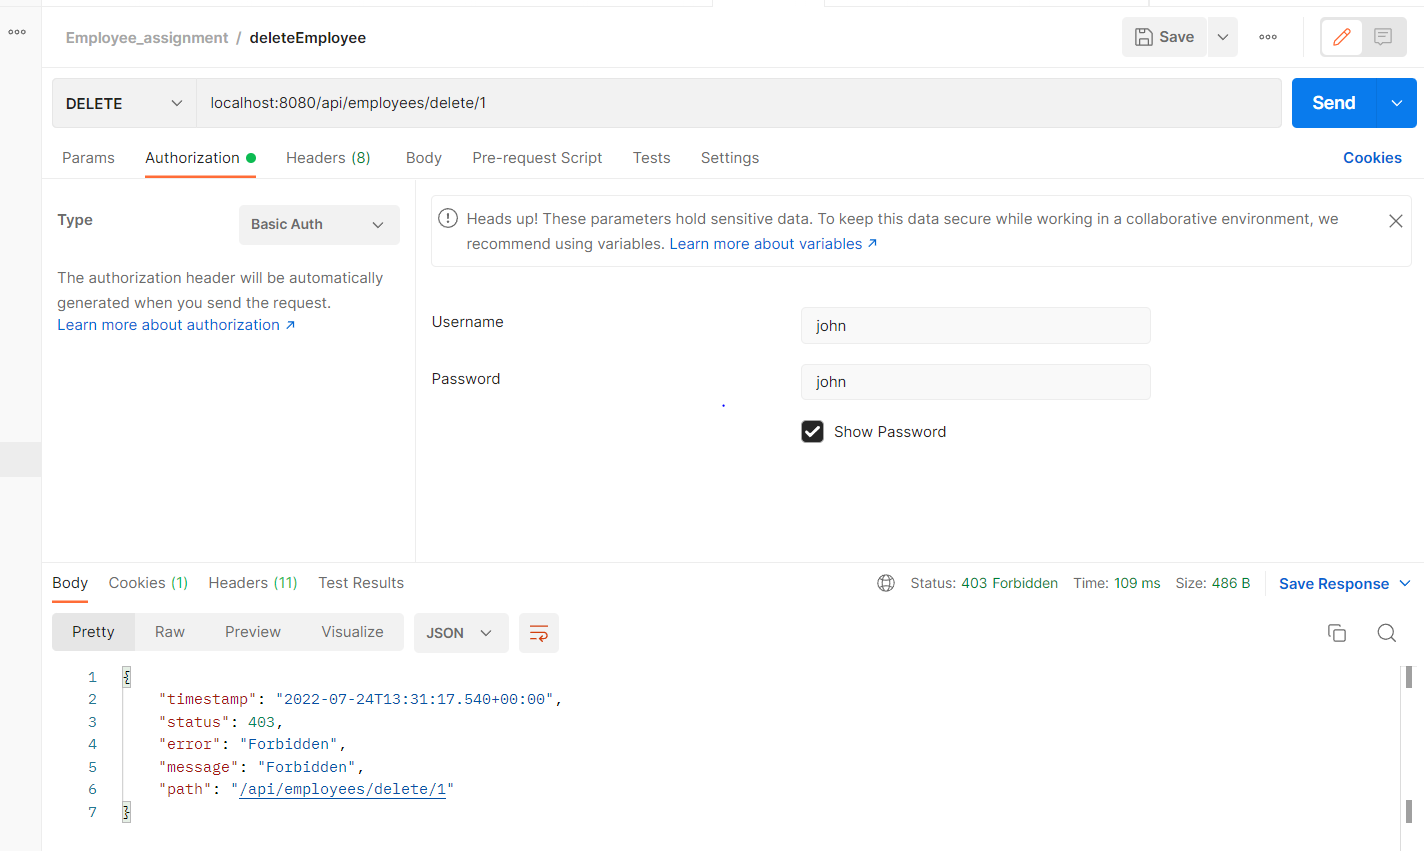 Employee_assignment / deleteEmployee
Save
DELETE
localhost:8080/api/employees/delete/1
Send
Params Authorization Headers (8) Body Pre-request Script Tests Settings Cookies
Type
Basic Auth
The authorization header will be automatically
generated when you send the request.
Learn more about authorization ↗
Heads up! These parameters hold sensitive data. To keep this data secure while working in a collaborative environment, we
recommend using variables. Learn more about variables ↗
Username
john
Password
john
Show Password
Body Cookies (1) Headers (11) Test Results Status: 403 Forbidden Time: 109 ms Size: 486 B Save Response
Pretty Raw Preview Visualize JSON
1 {
2 "timestamp": "2022-07-24T13:31:17.540+00:00",
3 "status": 403,
4 "error": "Forbidden",
5 "message": "Forbidden",
6 "path": "/api/employees/delete/1"
7 }